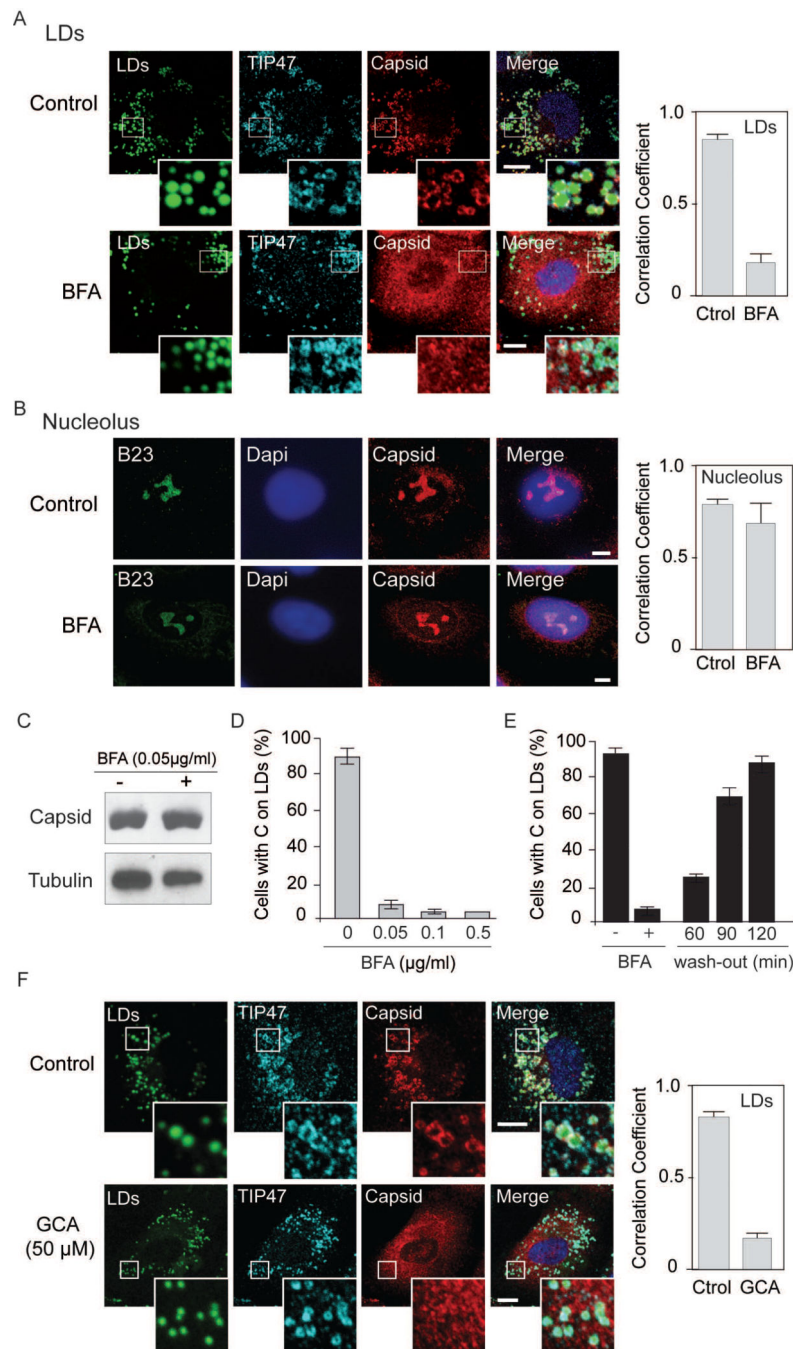 A
LDs
LDs TIP47 Capsid Merge
Control
LDs TIP47 Capsid Merge
BFA
Correlation Coefficient
1.0
0.5
0
LDs
Ctrol BFA
B
Nucleolus
B23 Dapi Capsid Merge
Control
B23 Dapi Capsid Merge
BFA
Correlation Coefficient
1.0
0.5
0
Nucleolus
Ctrol BFA
C
BFA (0.05µg/ml)
- +
Capsid
Tubulin
D
Cells with C on LDs (%)
100
80
60
40
20
0
0 0.05 0.1 0.5
BFA (µg/ml)
E
Cells with C on LDs (%)
100
80
60
40
20
0
- + 60 90 120
BFA wash-out (min)
F
LDs TIP47 Capsid Merge
Control
LDs TIP47 Capsid Merge
GCA
(50 µM)
Correlation Coefficient
1.0
0.5
0
LDs
Ctrol GCA